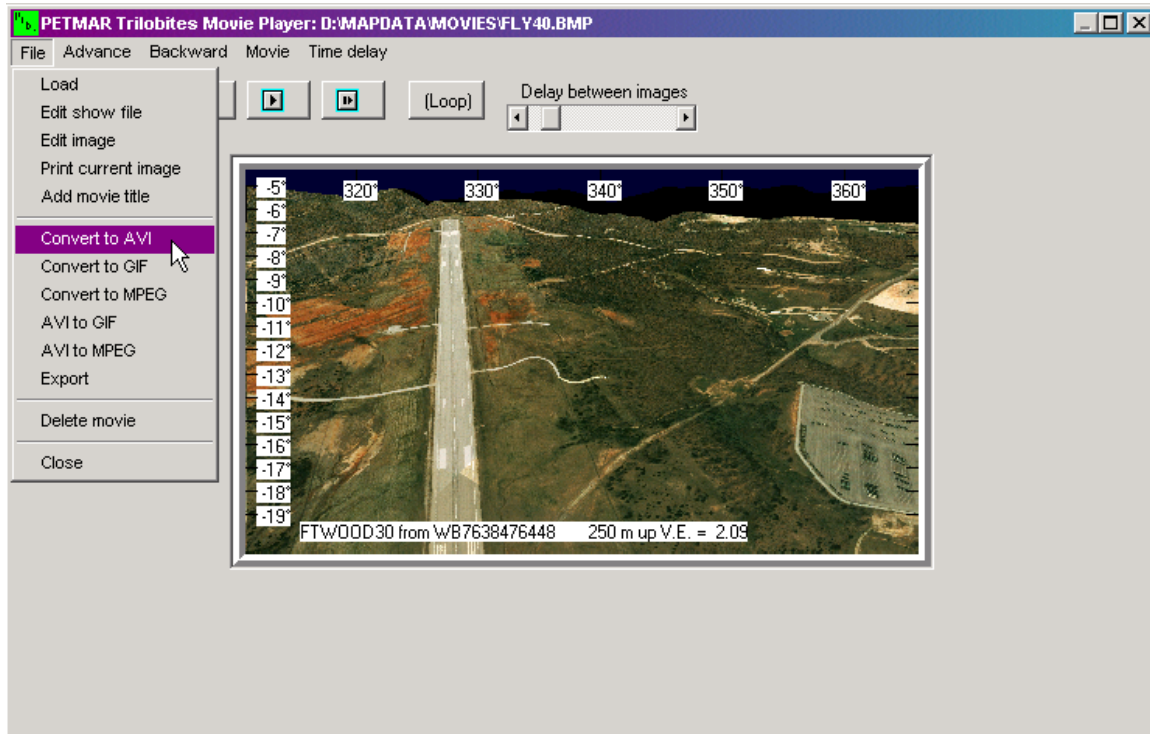 PETMAR Trilobites Movie Player: D:\MAPDATA\MOVIES\FLY40.BMP
File Advance Backward Movie Time delay
Load
Edit show file
Edit image
Print current image
Add movie title
Convert to AVI
Convert to GIF
Convert to MPEG
AVI to GIF
AVI to MPEG
Export
Delete movie
Close
(Loop)
Delay between images
320° 330° 340° 350° 360°
-5°
-6°
-7°
-8°
-9°
-10°
-11°
-12°
-13°
-14°
-15°
-16°
-17°
-18°
-19°
FTWOOD30 from WB7638476448 250 m up V.E. = 2.09